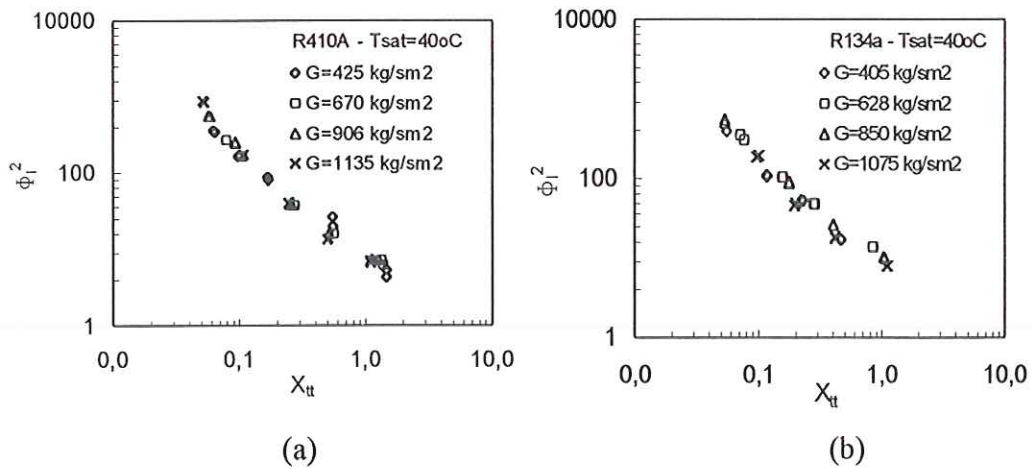 (a)
10000
100
1
Φl²
R410A - Tsat=40oC
G=425 kg/sm2
G=670 kg/sm2
G=906 kg/sm2
G=1135 kg/sm2
0,0 0,1 1,0 10,0
Xtt
(a)
(b)
10000
100
1
Φl²
R134a - Tsat=40oC
G=405 kg/sm2
G=628 kg/sm2
G=850 kg/sm2
G=1075 kg/sm2
0,0 0,1 1,0 10,0
Xtt
(b)